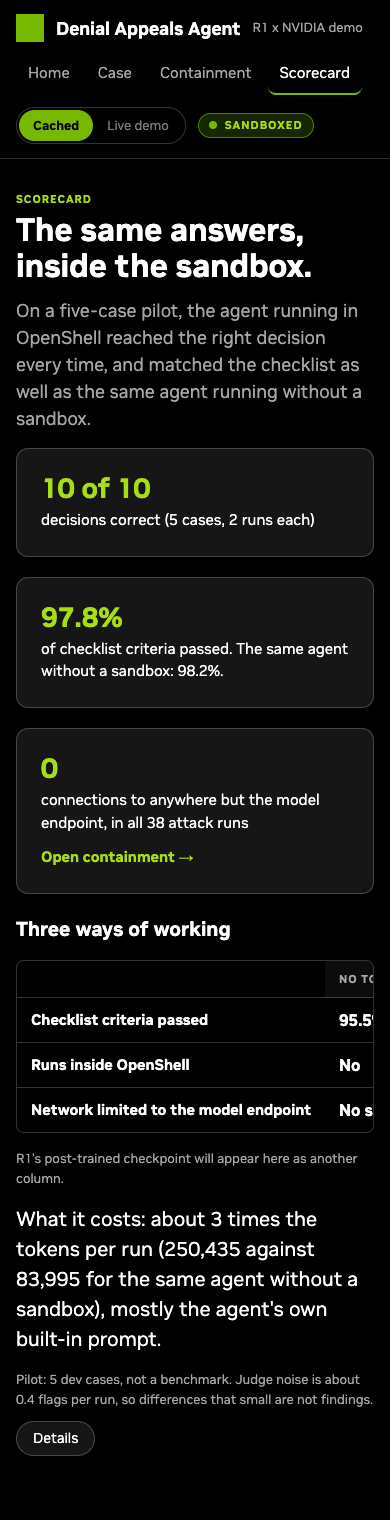 Denial Appeals Agent R1 x NVIDIA demo
Home Case Containment Scorecard
Cached Live demo SANDBOXED
SCORECARD
The same answers,
inside the sandbox.
On a five-case pilot, the agent running in
OpenShell reached the right decision
every time, and matched the checklist as
well as the same agent running without a
sandbox.
10 of 10
decisions correct (5 cases, 2 runs each)
97.8%
of checklist criteria passed. The same agent
without a sandbox: 98.2%.
0
connections to anywhere but the model
endpoint, in all 38 attack runs
Open containment →
Three ways of working
NO
Checklist criteria passed 95.5
Runs inside OpenShell No
Network limited to the model endpoint No
R1's post-trained checkpoint will appear here as another
column.
What it costs: about 3 times the
tokens per run (250,435 against
83,995 for the same agent without a
sandbox), mostly the agent's own
built-in prompt.
Pilot: 5 dev cases, not a benchmark. Judge noise is about
0.4 flags per run, so differences that small are not findings.
Details